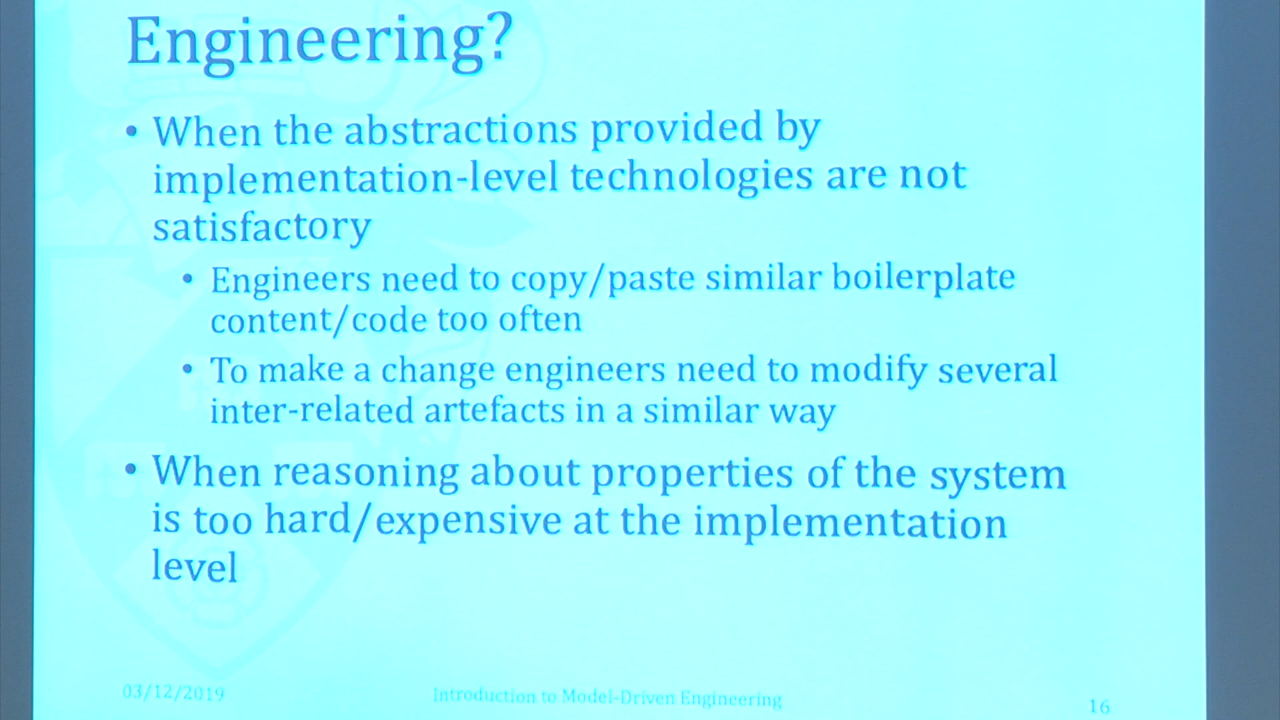 Engineering?
• When the abstractions provided by
implementation-level technologies are not
satisfactory
• Engineers need to copy/paste similar boilerplate
content/code too often
• To make a change engineers need to modify several
inter-related artefacts in a similar way
• When reasoning about properties of the system
is too hard/expensive at the implementation
level
03/12/2019
Introduction to Model-Driven Engineering
16